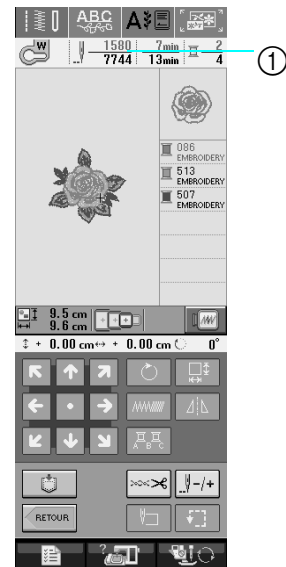 ABC A
W 1580 7min 2 ①
7744 13min 4
086
EMBROIDERY
513
EMBROIDERY
507
EMBROIDERY
9.5 cm
9.6 cm
+ 0.00 cm + 0.00 cm 0°
A B C
-/+
RETOUR
?